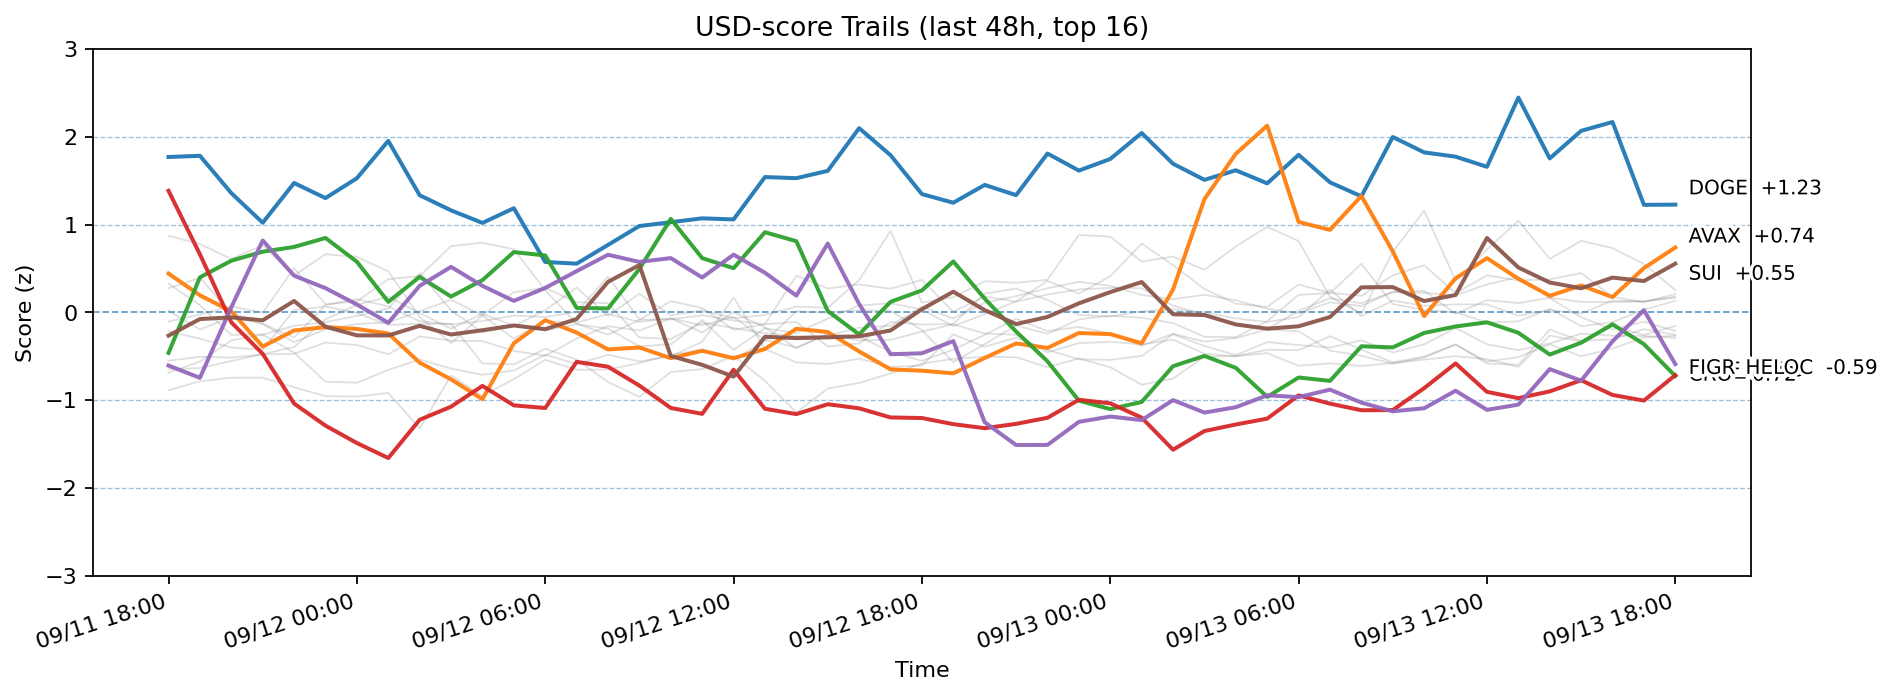 USD-score Trails (last 48h, top 16)
3
2
1
0
−1
−2
−3
Score (z)
DOGE +1.23
AVAX +0.74
SUI +0.55
FIGR_HELOC -0.59
09/11 18:00
09/12 00:00
09/12 06:00
09/12 12:00
09/12 18:00
09/13 00:00
09/13 06:00
09/13 12:00
09/13 18:00
Time